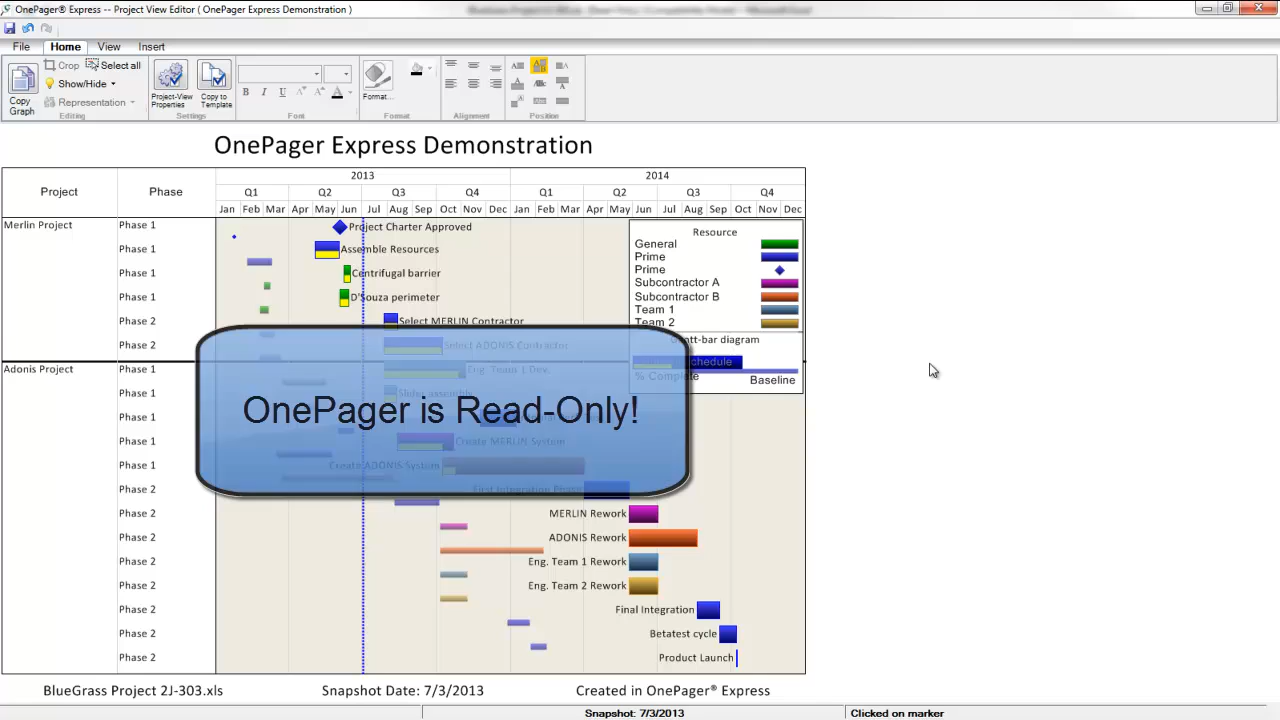 OnePager® Express -- Project View Editor ( OnePager Express Demonstration )
File Home View Insert
Copy Graph
Crop Select all
Show/Hide
Representation
Editing
Project-View Properties
Copy to Template
Settings
B I U A A A
Font
Format...
Format
Alignment
Position
OnePager Express Demonstration
Project Phase
2013 2014
Q1 Q2 Q3 Q4 Q1 Q2 Q3 Q4
Jan Feb Mar Apr May Jun Jul Aug Sep Oct Nov Dec Jan Feb Mar Apr May Jun Jul Aug Sep Oct Nov Dec
Merlin Project Phase 1 Project Charter Approved
Phase 1 Assemble Resources
Phase 1 Centrifugal barrier
Phase 1 D'Souza perimeter
Phase 2 Select MERLIN Contractor
Phase 2 Select ADONIS Contractor
Adonis Project Phase 1 Eng. Team 1 Dev.
Phase 1 assembly
Phase 1
Phase 1 Create MERLIN System
Phase 1 Create ADONIS System
Phase 2 First Integration Phase
Phase 2 MERLIN Rework
Phase 2 ADONIS Rework
Phase 2 Eng. Team 1 Rework
Phase 2 Eng. Team 2 Rework
Phase 2 Final Integration
Phase 2 Betatest cycle
Phase 2 Product Launch
Resource
General
Prime
Prime
Subcontractor A
Subcontractor B
Team 1
Team 2
Gantt-bar diagram
schedule
% Complete
Baseline
OnePager is Read-Only!
BlueGrass Project 2J-303.xls Snapshot Date: 7/3/2013 Created in OnePager® Express
Snapshot: 7/3/2013 Clicked on marker